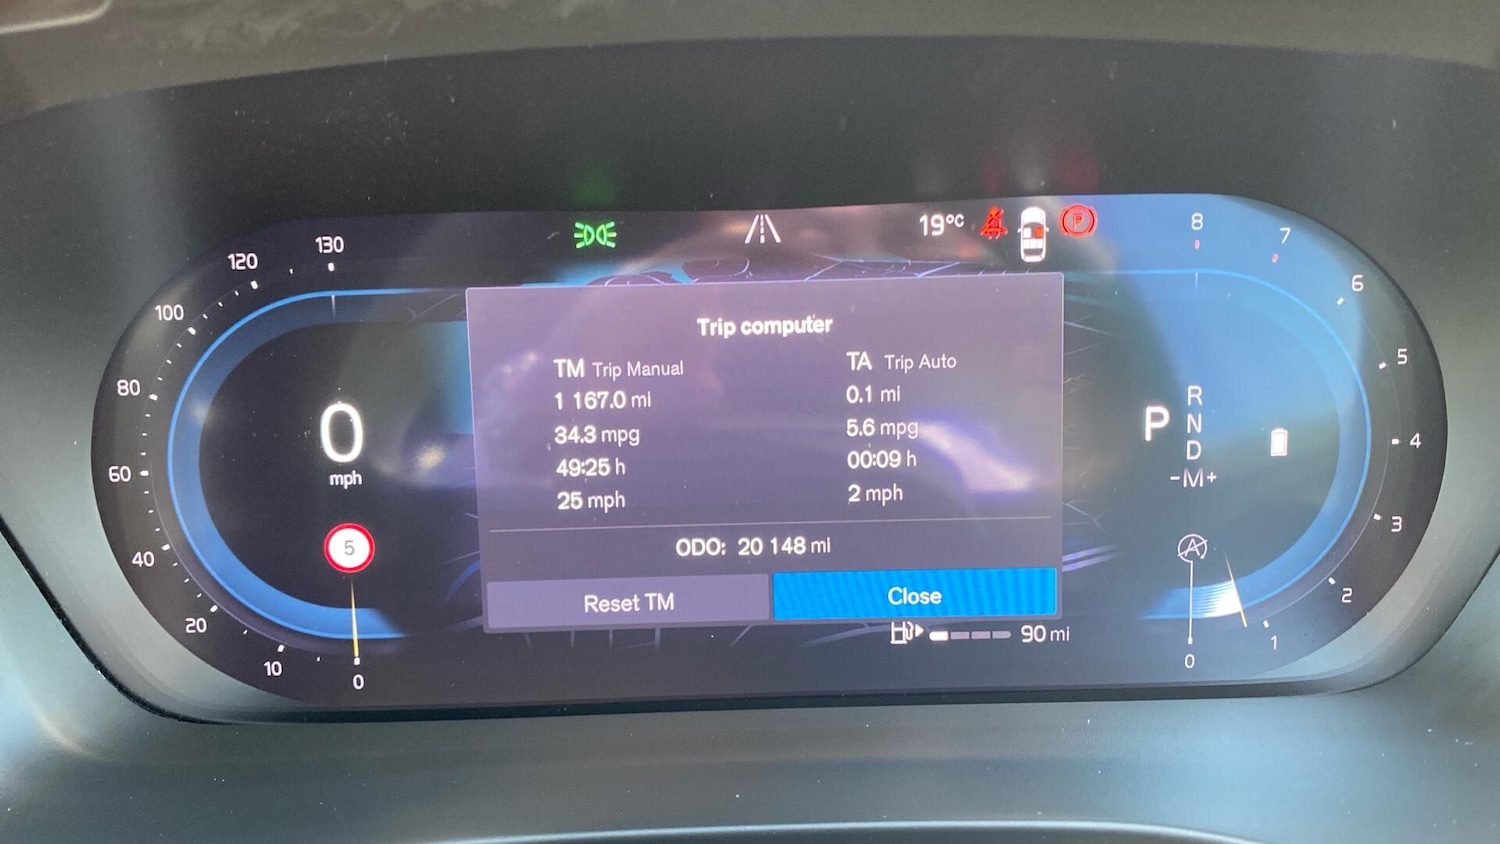 19°C
P
8
7
6
5
4
3
2
1
0
130
120
100
80
60
40
20
10
0
0
mph
5
Trip computer
TM Trip Manual
1 167.0 mi
34.3 mpg
49:25 h
25 mph
TA Trip Auto
0.1 mi
5.6 mpg
00:09 h
2 mph
ODO: 20 148 mi
Reset TM
Close
90 mi
P
R
N
D
-M+
A